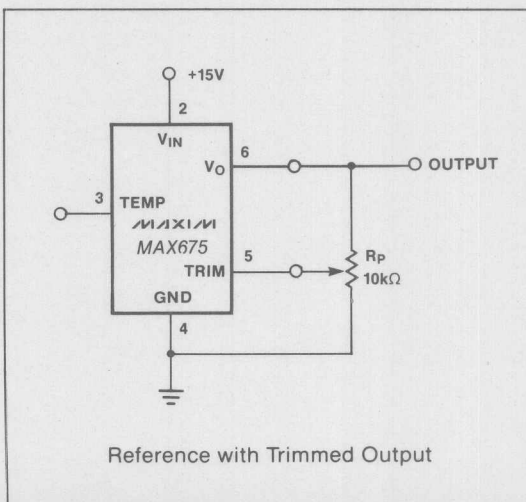 +15V
2
VIN
6
VO
OUTPUT
3
TEMP
MAXIM
MAX675
5
TRIM
RP
10kΩ
GND
4
Reference with Trimmed Output